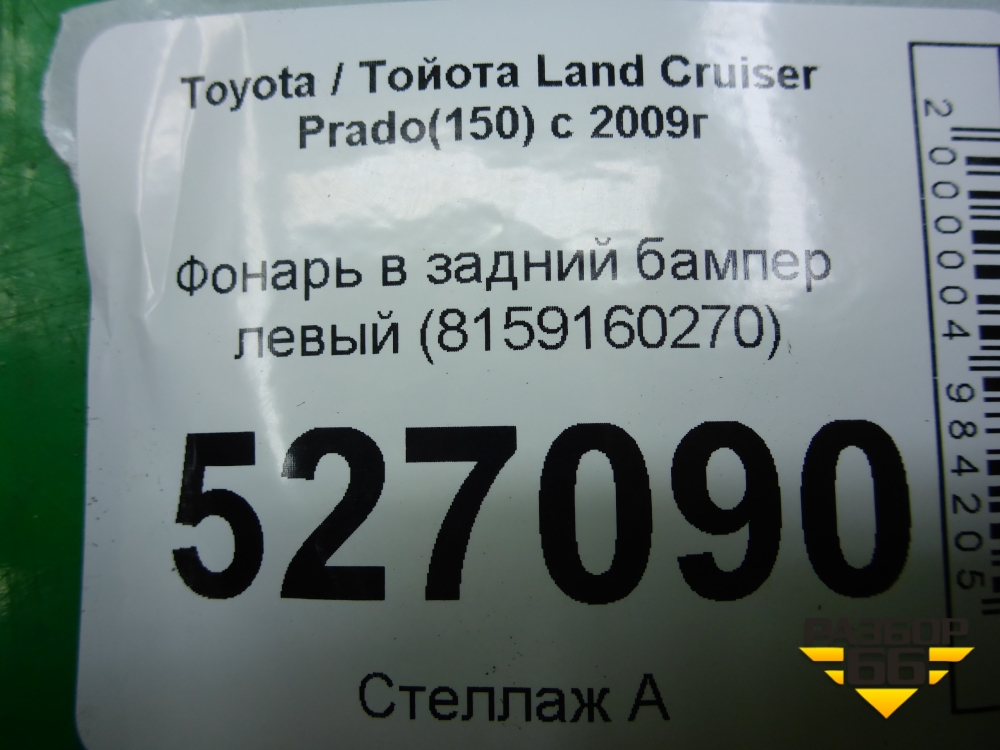 Toyota / Тойота Land Cruiser
Prado(150) с 2009г
Фонарь в задний бампер
левый (8159160270)
527090
Стеллаж А
2000004984205
РАЗБОР
66